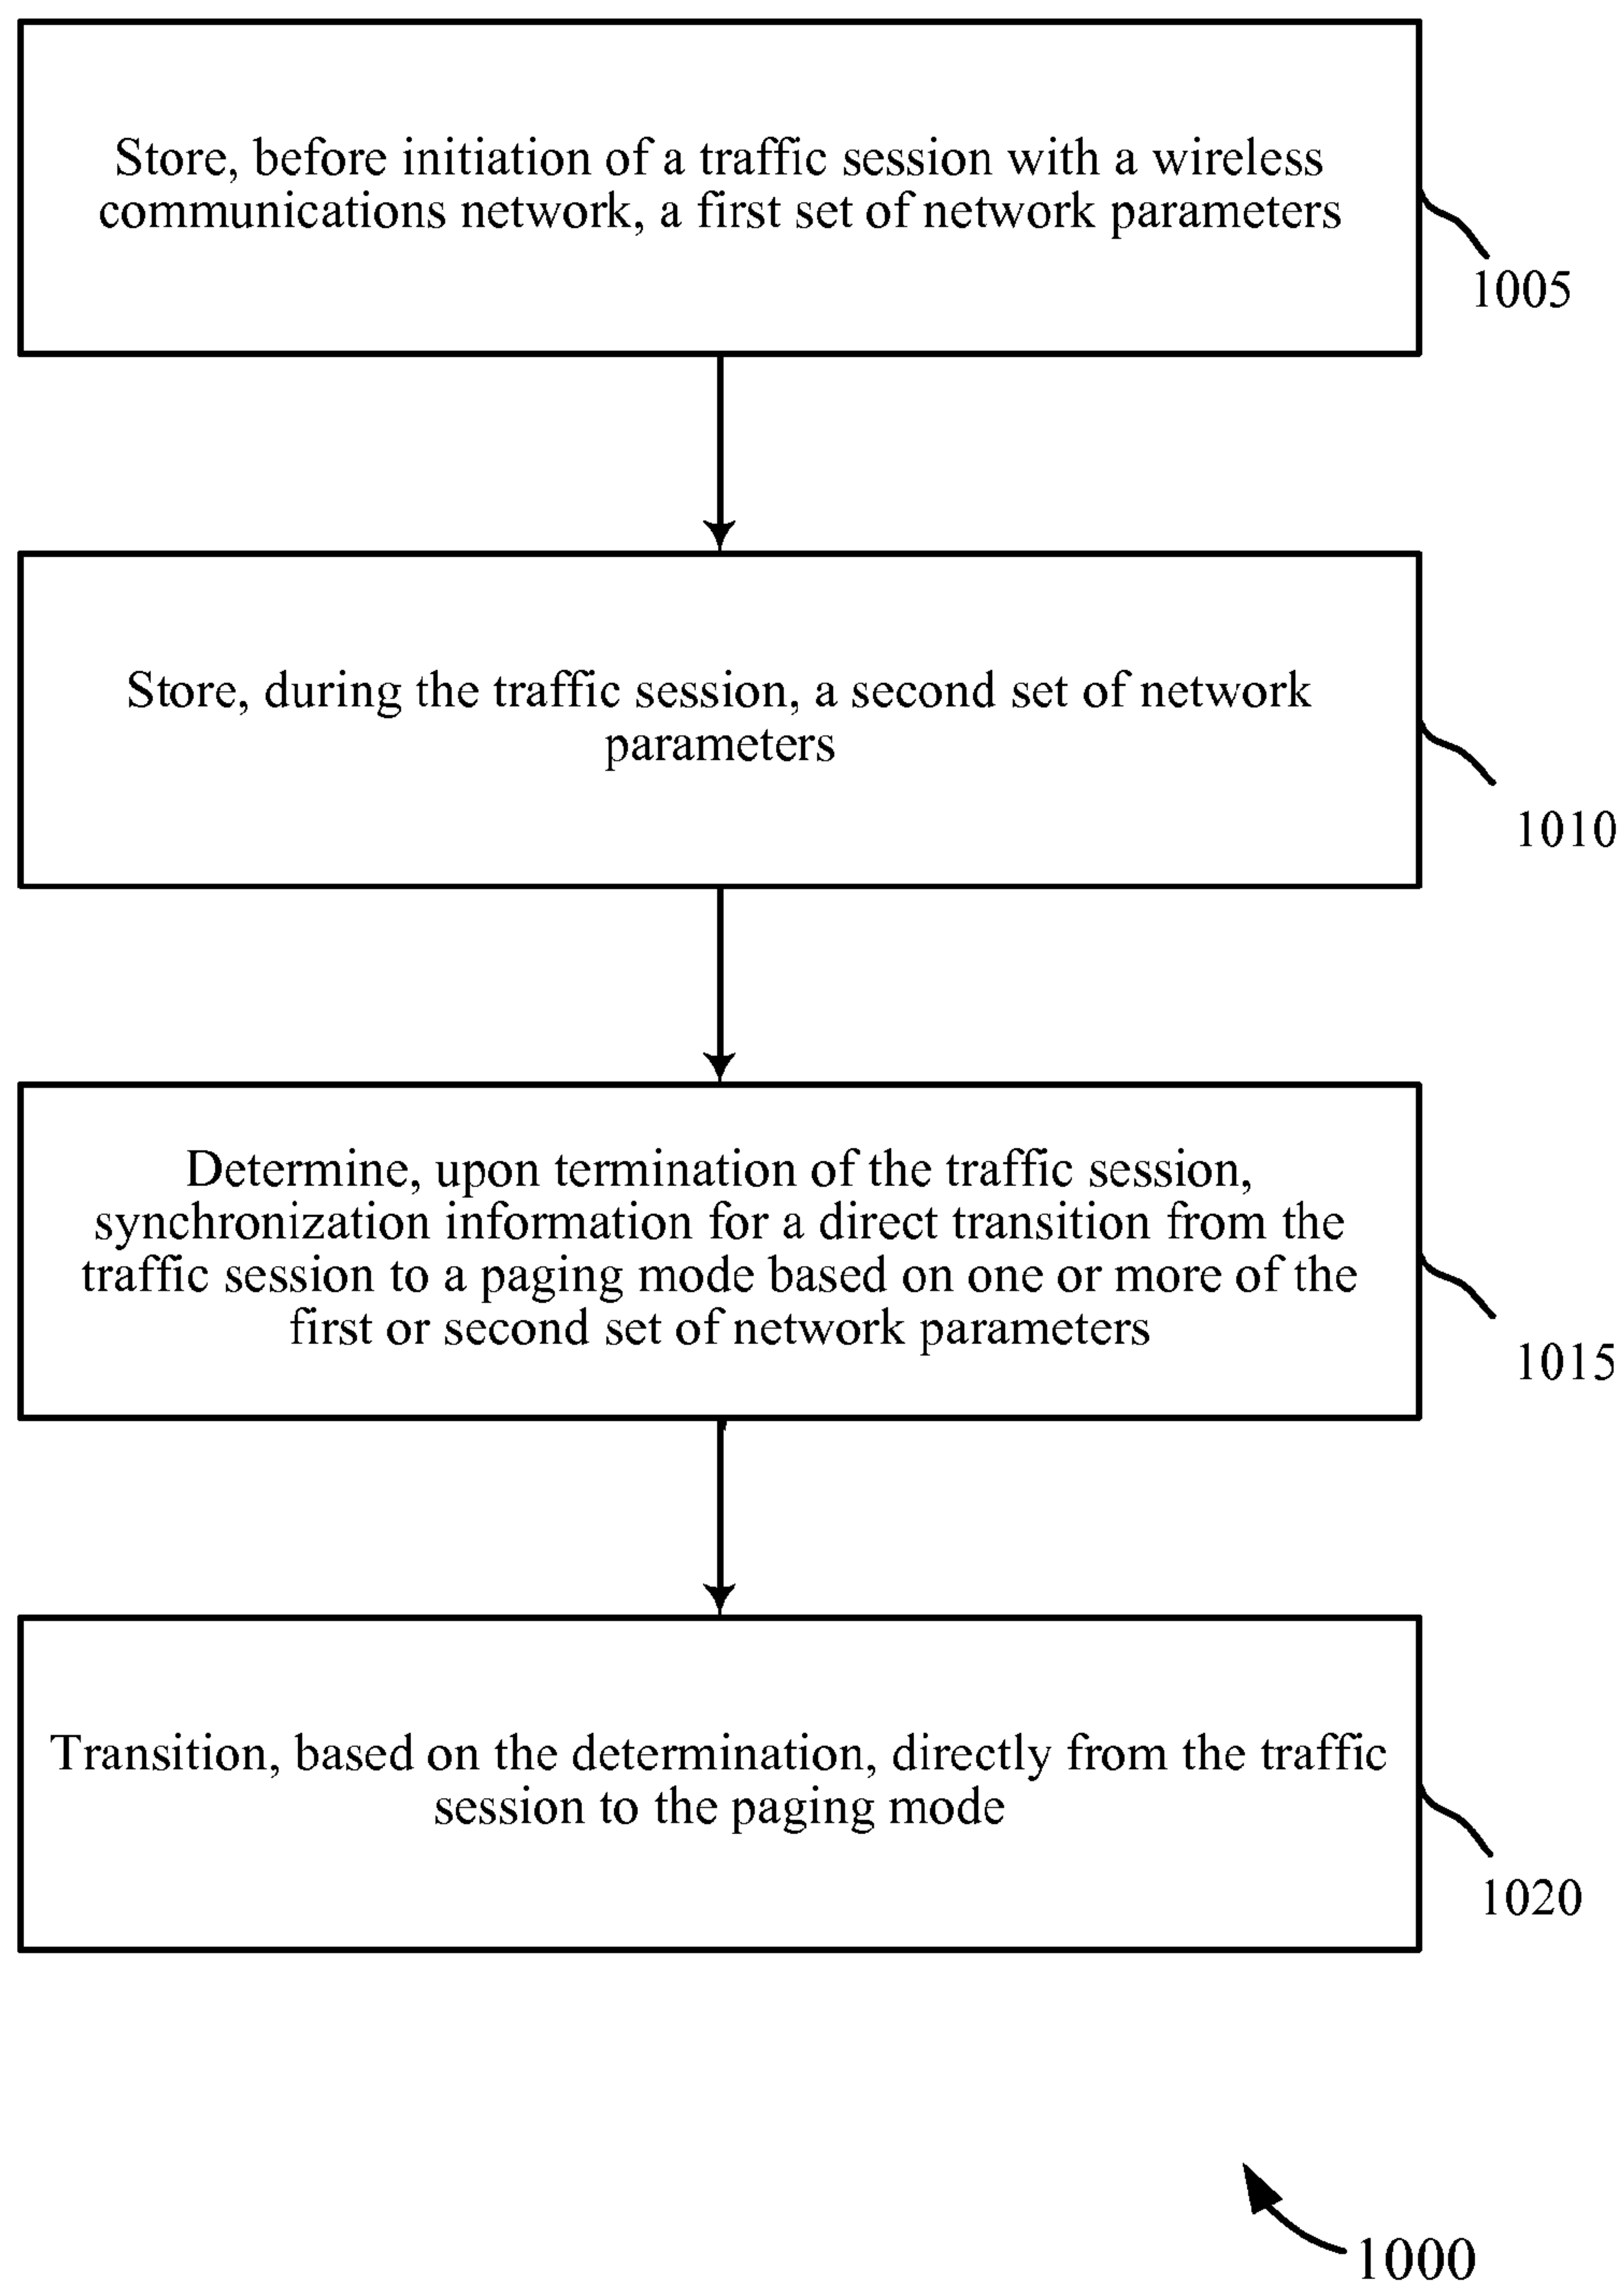 Store, before initiation of a traffic session with a wireless
communications network, a first set of network parameters
1005
Store, during the traffic session, a second set of network
parameters
1010
Determine, upon termination of the traffic session,
synchronization information for a direct transition from the
traffic session to a paging mode based on one or more of the
first or second set of network parameters
1015
Transition, based on the determination, directly from the traffic
session to the paging mode
1020
1000